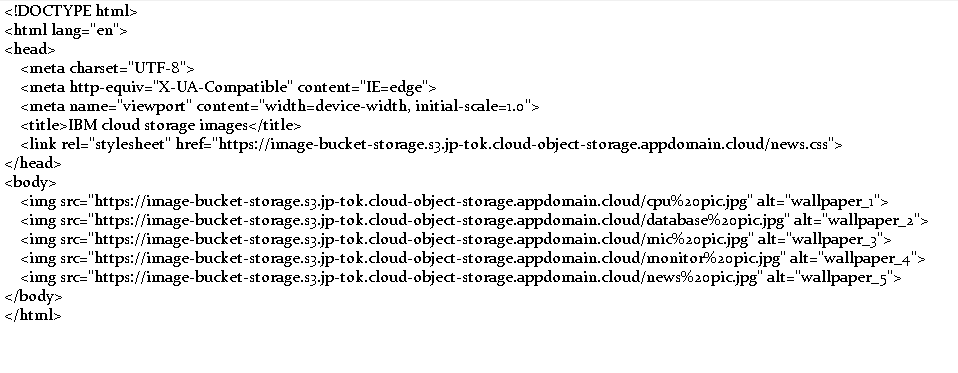 <!DOCTYPE html>
<html lang="en">
<head>
    <meta charset="UTF-8">
    <meta http-equiv="X-UA-Compatible" content="IE=edge">
    <meta name="viewport" content="width=device-width, initial-scale=1.0">
    <title>IBM cloud storage images</title>
    <link rel="stylesheet" href="https://image-bucket-storage.s3.jp-tok.cloud-object-storage.appdomain.cloud/news.css">
</head>
<body>
    <img src="https://image-bucket-storage.s3.jp-tok.cloud-object-storage.appdomain.cloud/cpu%20pic.jpg" alt="wallpaper_1">
    <img src="https://image-bucket-storage.s3.jp-tok.cloud-object-storage.appdomain.cloud/database%20pic.jpg" alt="wallpaper_2">
    <img src="https://image-bucket-storage.s3.jp-tok.cloud-object-storage.appdomain.cloud/mic%20pic.jpg" alt="wallpaper_3">
    <img src="https://image-bucket-storage.s3.jp-tok.cloud-object-storage.appdomain.cloud/monitor%20pic.jpg" alt="wallpaper_4">
    <img src="https://image-bucket-storage.s3.jp-tok.cloud-object-storage.appdomain.cloud/news%20pic.jpg" alt="wallpaper_5">
</body>
</html>